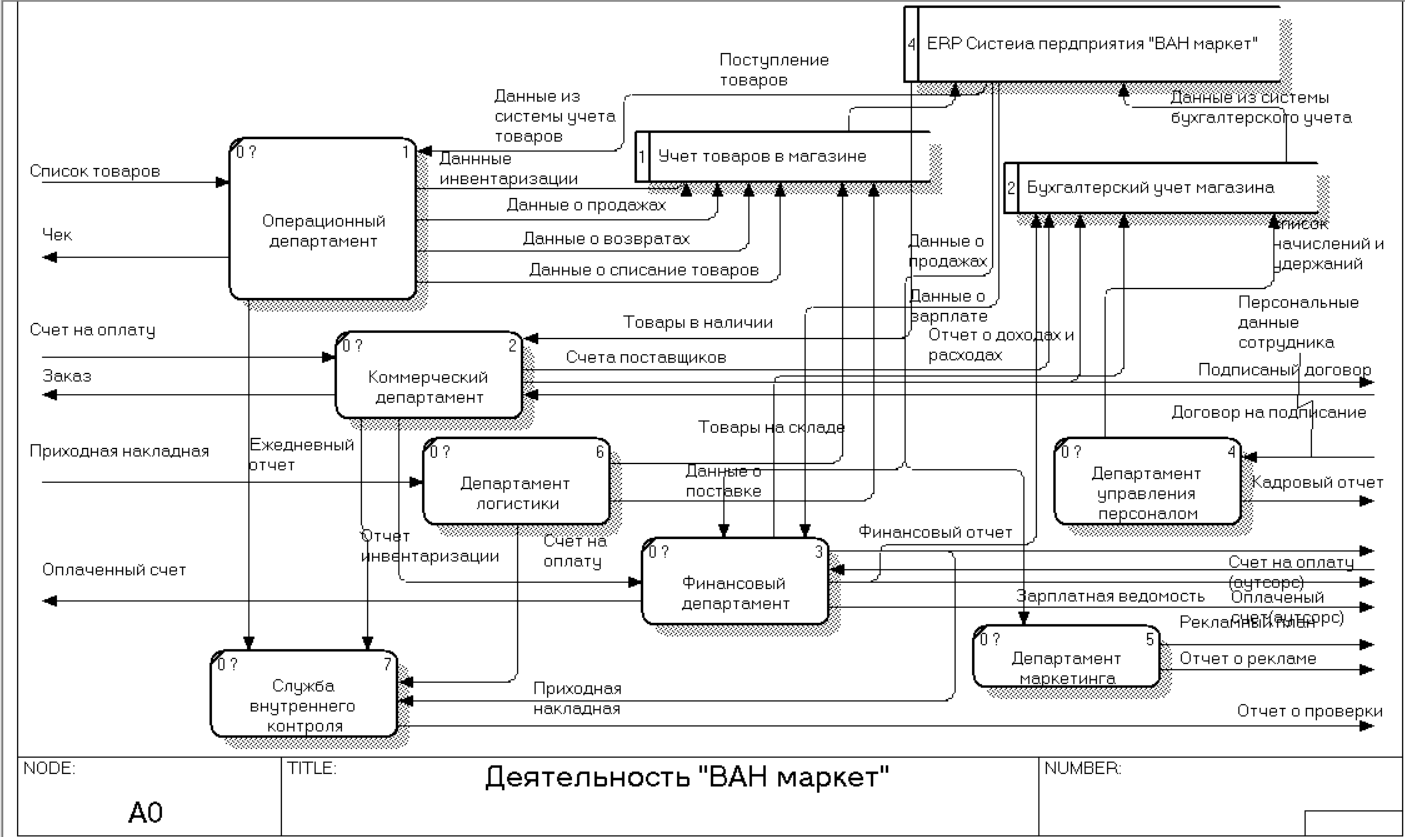 4
ERP Систеиа пердприятия "ВАН маркет"
Поступление
товаров
Данные из
системы учета
товаров
Данные из системы
бухгалтерского учета
0 ?
1
Операционный
департамент
Список товаров
Чек
Даннные
инвентаризации
1
Учет товаров в магазине
2
Бухгалтерский учет магазина
Данные о продажах
Данные о возвратах
Данные о списание товаров
Данные о
продажах
начислений и
Данные о
зарплате
Персональные
данные
сотрудника
Счет на оплату
Товары в наличии
Отчет о доходах и
расходах
0 ?
2
Коммерческий
департамент
Счета поставщиков
Заказ
Подписаный договор
Договор на подписание
Приходная накладная
Ежедневный
отчет
Товары на складе
0 ?
6
Департамент
логистики
Данные о
поставке
0 ?
4
Департамент
управления
персоналом
Кадровый отчет
Отчет
инвентаризации
Счет на
оплату
Финансовый отчет
0 ?
3
Финансовый
департамент
Оплаченный счет
Счет на оплату
(аутсорс)
Зарплатная ведомость
Оплаченый
счет(аутсорс)
Рекламный план
0 ?
5
Департамент
маркетинга
Отчет о рекламе
0 ?
7
Служба
внутреннего
контроля
Приходная
накладная
Отчет о проверки
NODE:
A0
TITLE:
Деятельность "ВАН маркет"
NUMBER: